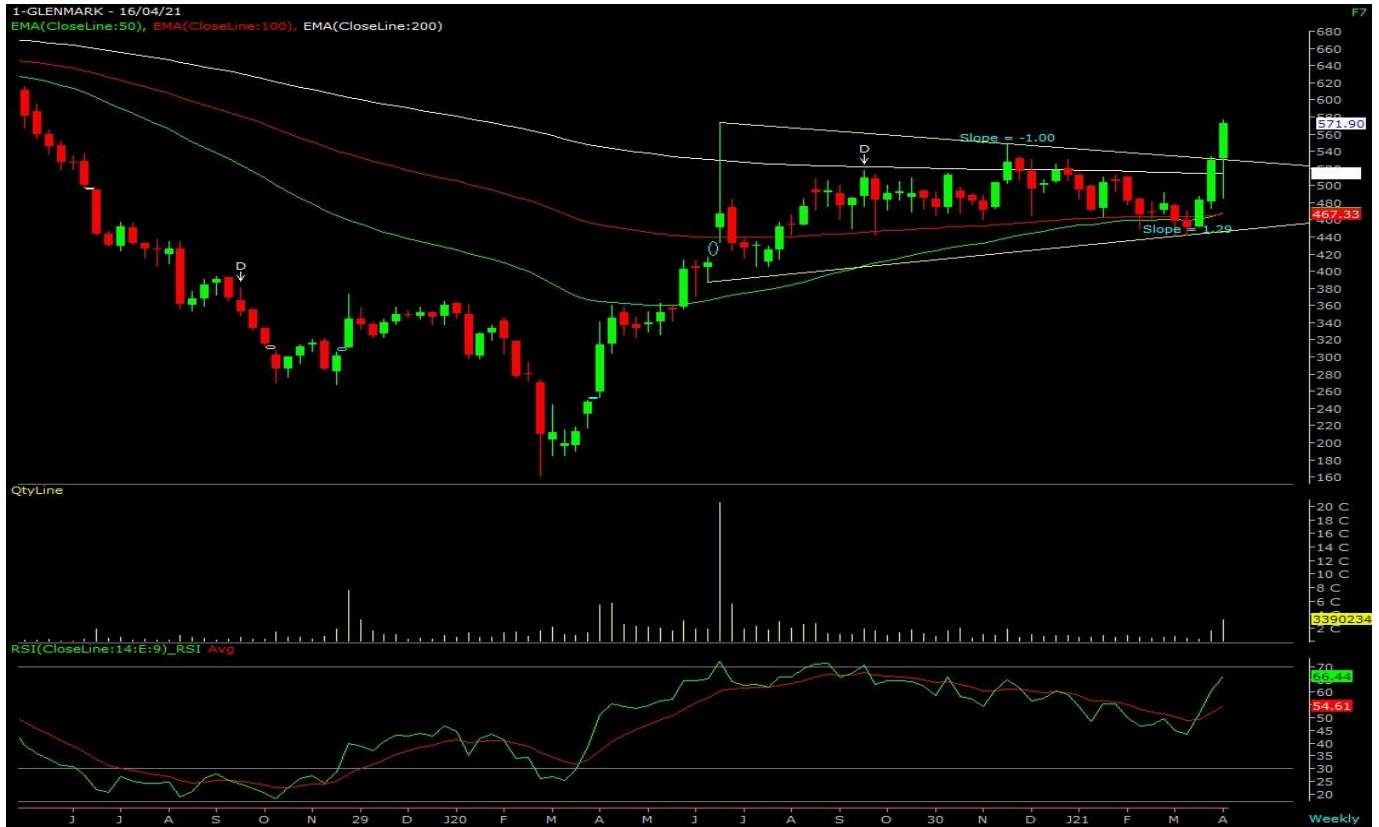 1-GLENMARK - 16/04/21
F7
EMA(CloseLine:50), EMA(CloseLine:100), EMA(CloseLine:200)
680
660
640
620
600
580
571.90
560
540
500
480
467.33
460
440
420
400
380
360
340
320
300
280
260
240
220
200
180
160
Slope = -1.00
D
Slope = 1.29
D
QtyLine
20 C
18 C
16 C
14 C
12 C
10 C
8 C
6 C
3390234
2 C
RSI(CloseLine:14:E:9)_RSI Avg
70
66.44
60
54.61
50
45
40
35
30
25
20
J J A S O N 29 D J20 F M A M J J A S O 30 N D J21 F M A
Weekly